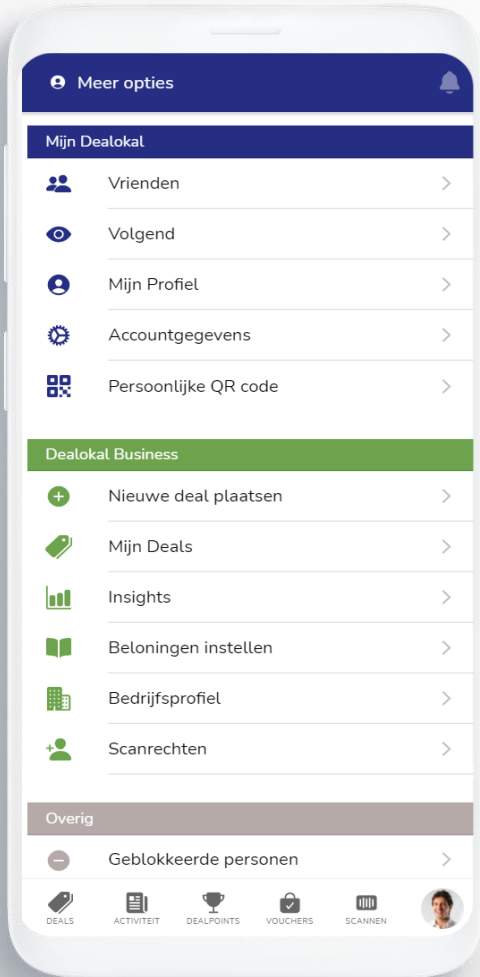 Meer opties
Mijn Dealokal
Vrienden
Volgend
Mijn Profiel
Accountgegevens
Persoonlijke QR code
Dealokal Business
Nieuwe deal plaatsen
Mijn Deals
Insights
Beloningen instellen
Bedrijfsprofiel
Scanrechten
Overig
Geblokkeerde personen
DEALS ACTIVITEIT DEALPOINTS VOUCHERS SCANNEN